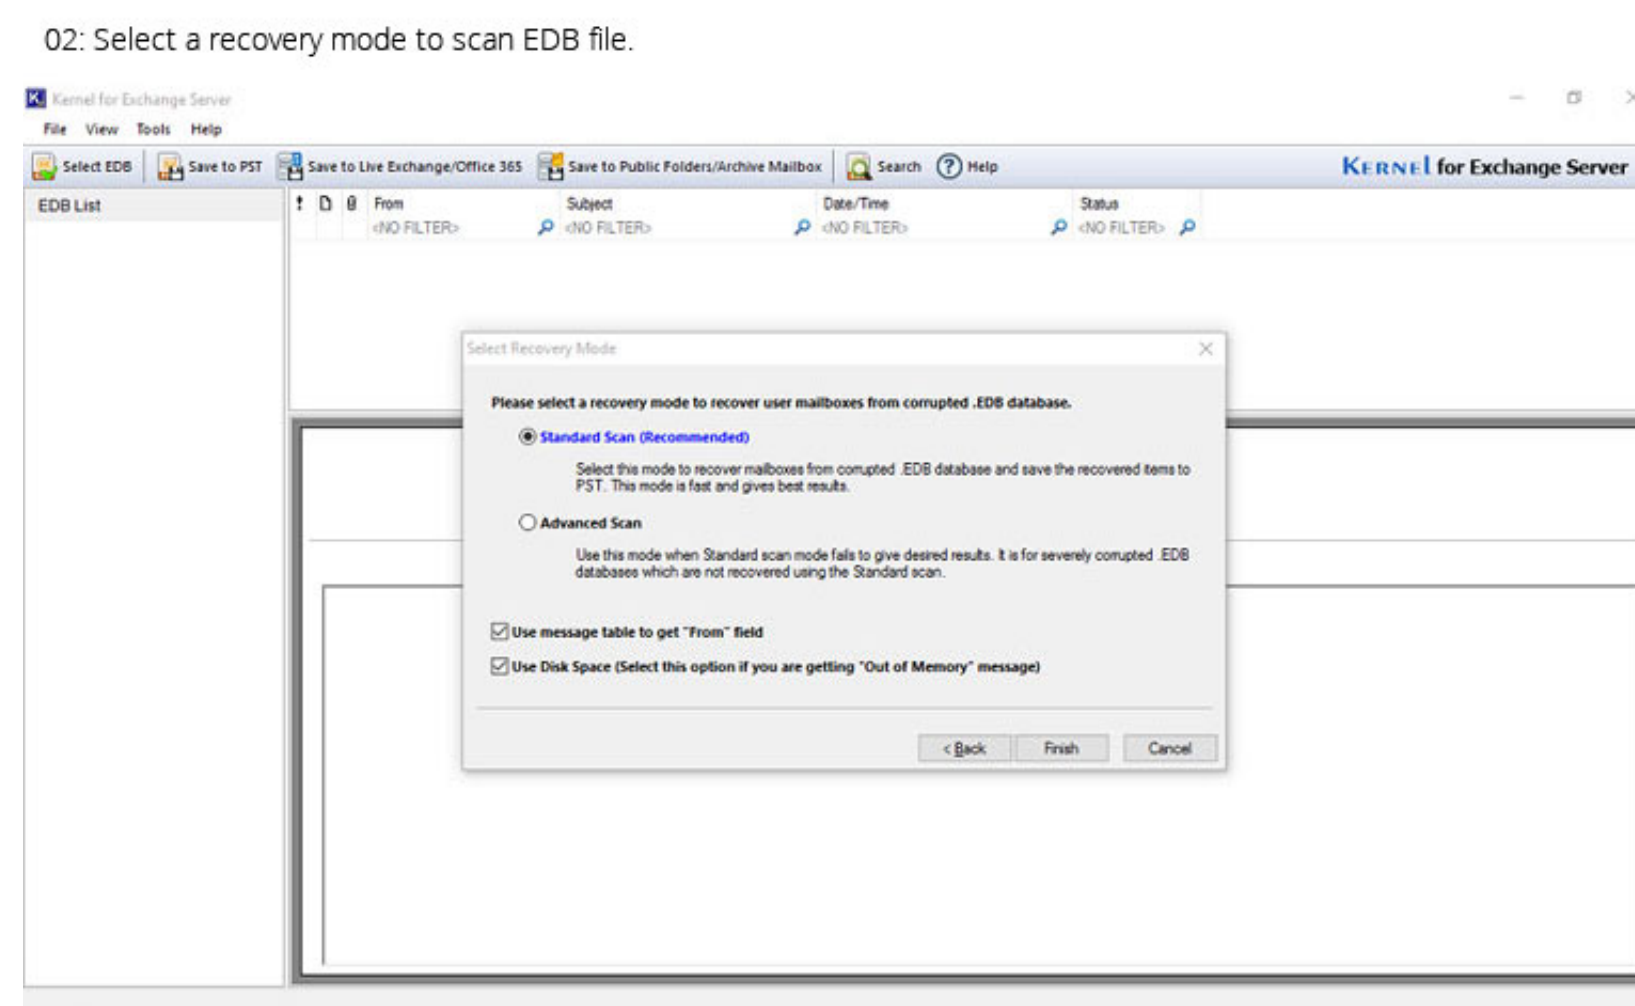 02: Select a recovery mode to scan EDB file.
Kernel for Exchange Server
File View Tools Help
Select EDB Save to PST Save to Live Exchange/Office 365 Save to Public Folders/Archive Mailbox Search ? Help KERNEL for Exchange Server
EDB List
! From Subject Date/Time Status
<NO FILTER> <NO FILTER> <NO FILTER> <NO FILTER>
Select Recovery Mode
Please select a recovery mode to recover user mailboxes from corrupted .EDB database.
Standard Scan (Recommended)
Select this mode to recover mailboxes from corrupted .EDB database and save the recovered items to
PST. This mode is fast and gives best results.
Advanced Scan
Use this mode when Standard scan mode fails to give desired results. It is for severely corrupted .EDB
databases which are not recovered using the Standard scan.
Use message table to get "From" field
Use Disk Space (Select this option if you are getting "Out of Memory" message)
< Back Finish Cancel